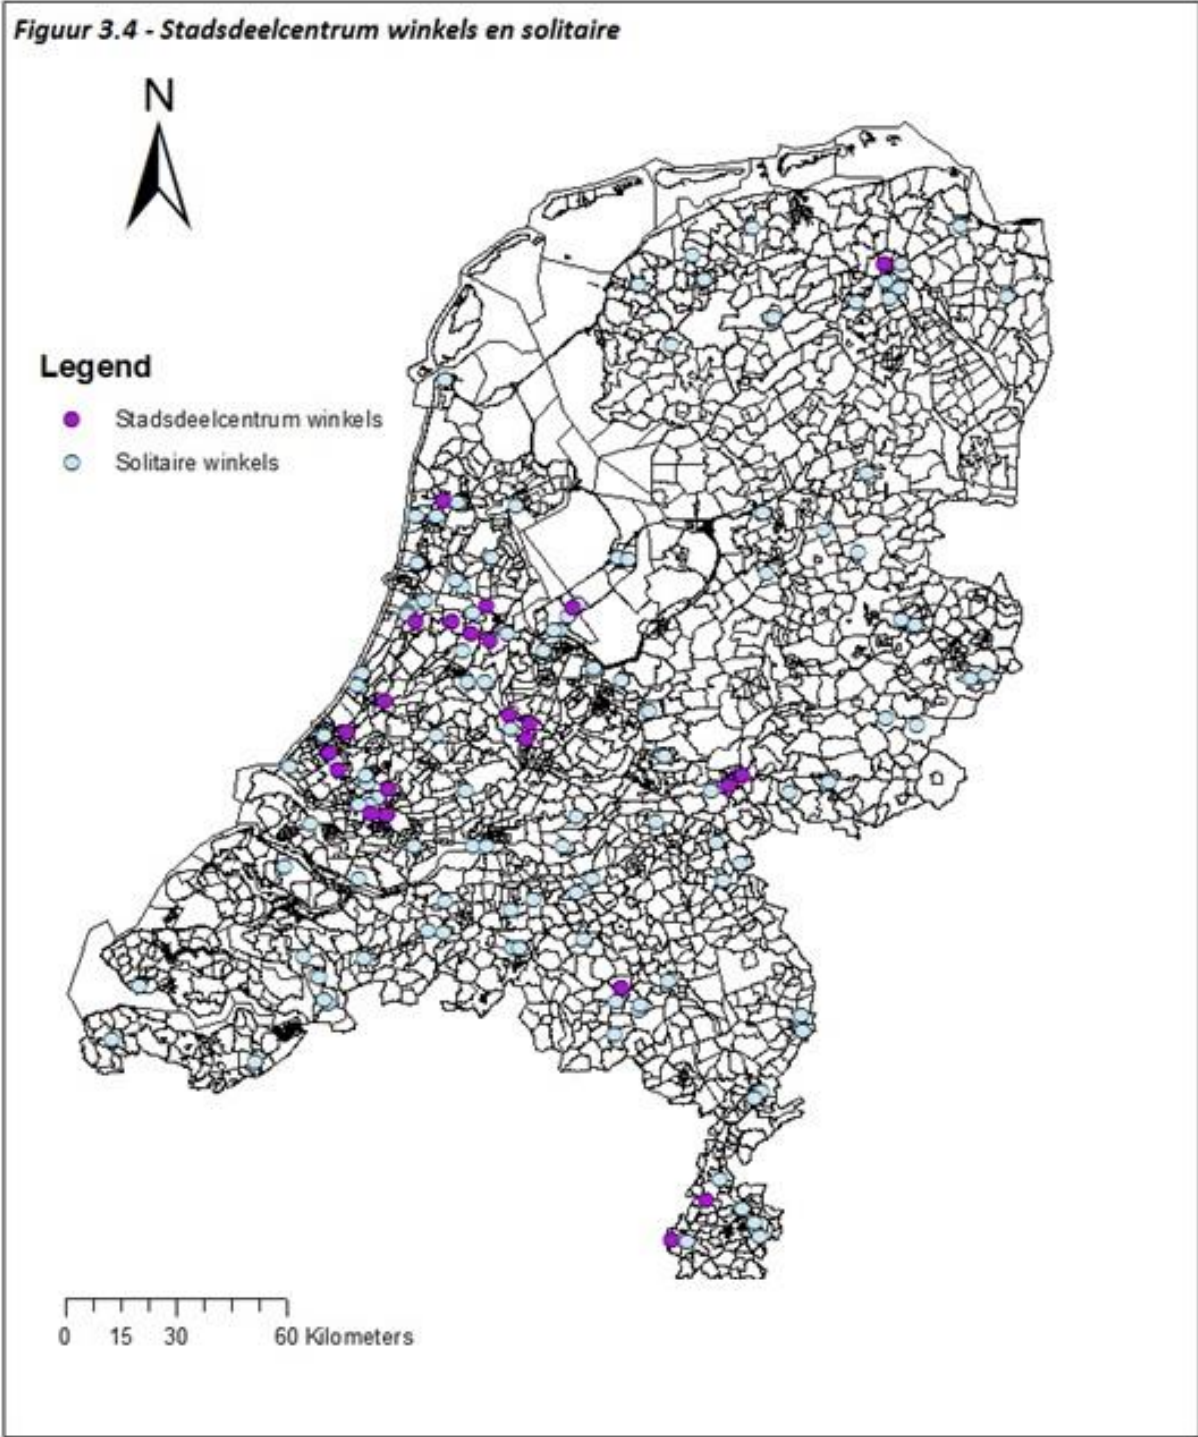 Figuur 3.4 - Stadsdeelcentrum winkels en solitaire
N
Legend
Stadsdeelcentrum winkels
Solitaire winkels
0 15 30 60 Kilometers